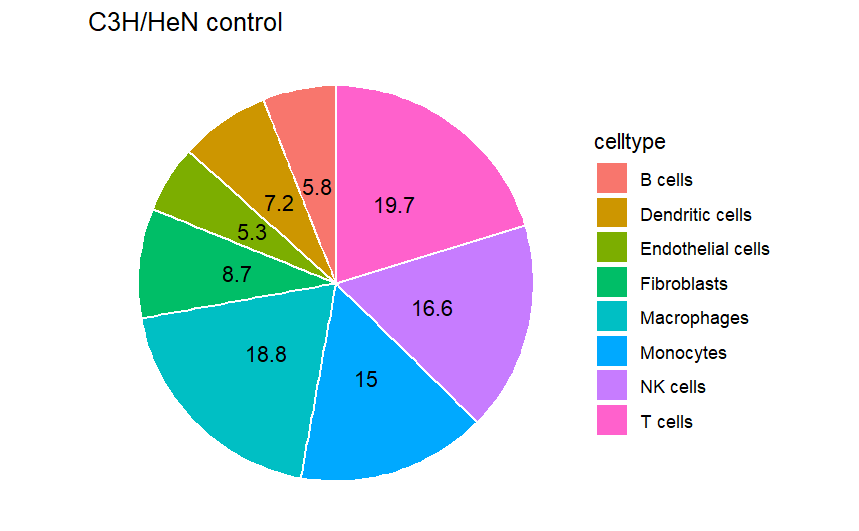 C3H/HeN control
5.8
7.2
19.7
5.3
8.7
16.6
18.8
15
celltype
B cells
Dendritic cells
Endothelial cells
Fibroblasts
Macrophages
Monocytes
NK cells
T cells